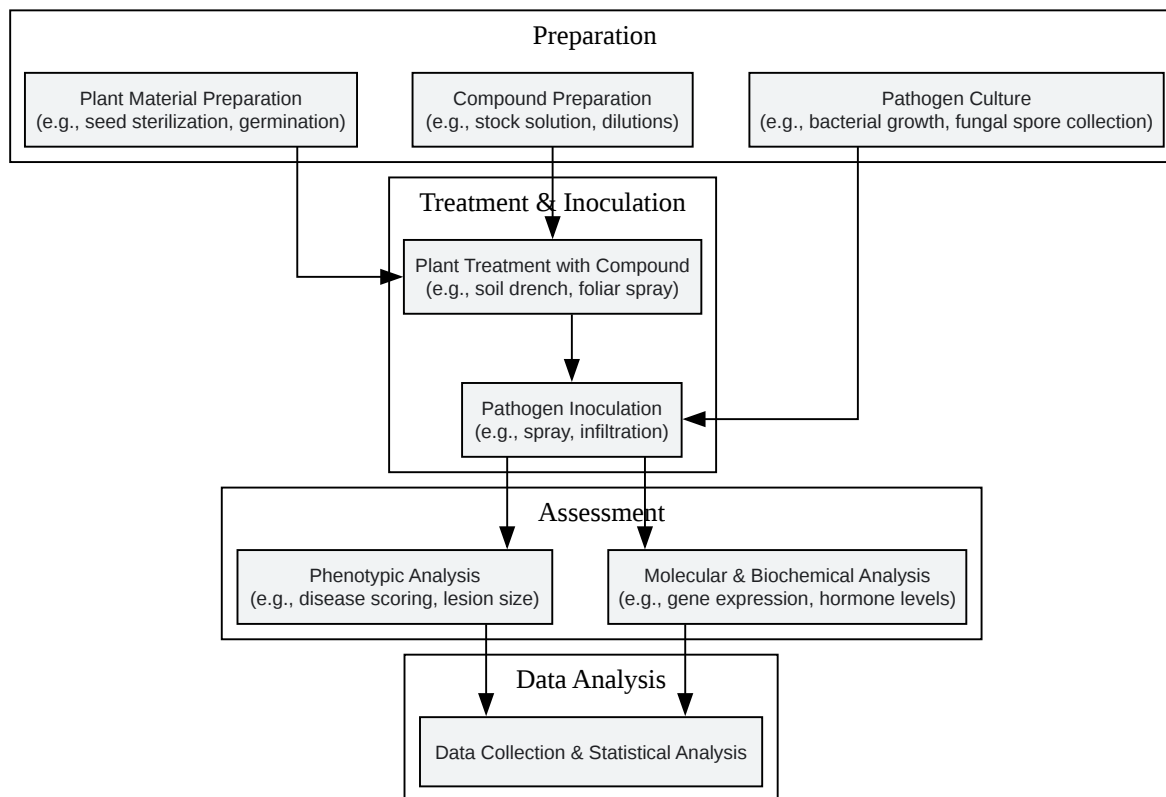 Preparation
Plant Material Preparation
(e.g., seed sterilization, germination)
Compound Preparation
(e.g., stock solution, dilutions)
Pathogen Culture
(e.g., bacterial growth, fungal spore collection)
Treatment & Inoculation
Plant Treatment with Compound
(e.g., soil drench, foliar spray)
Pathogen Inoculation
(e.g., spray, infiltration)
Assessment
Phenotypic Analysis
(e.g., disease scoring, lesion size)
Molecular & Biochemical Analysis
(e.g., gene expression, hormone levels)
Data Analysis
Data Collection & Statistical Analysis